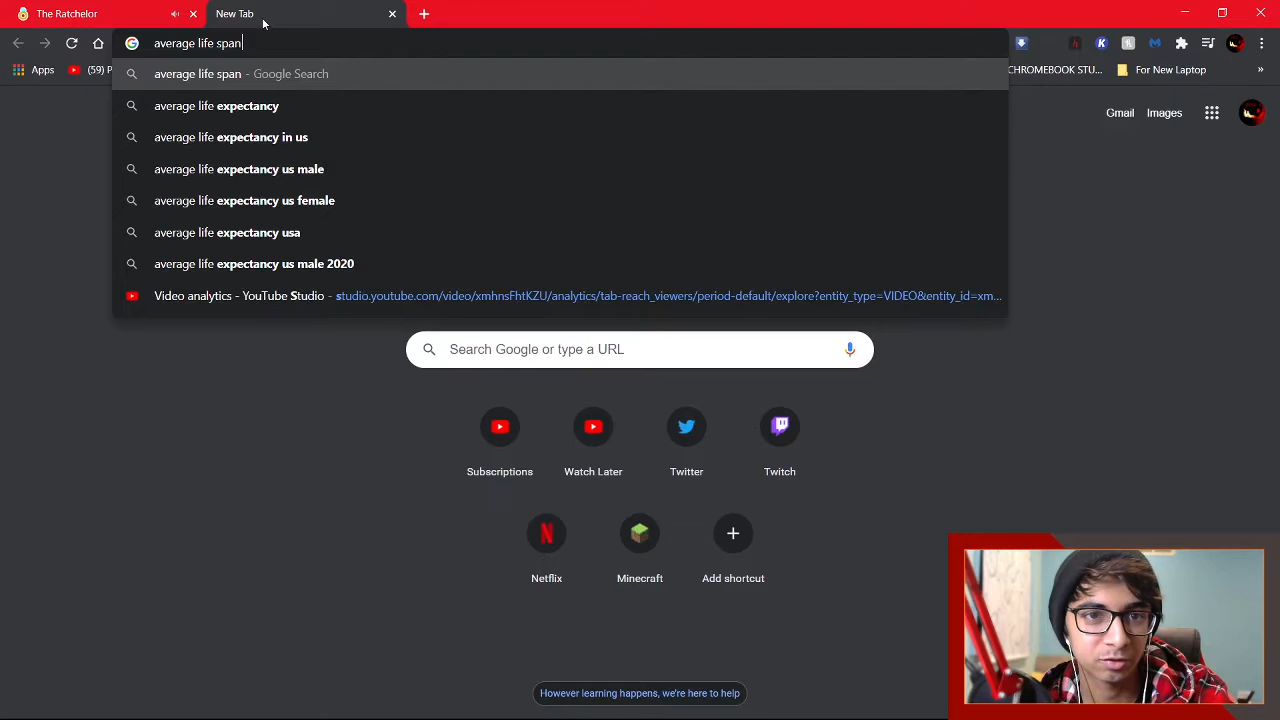 The Ratchelor
New Tab
average life span
average life span - Google Search
average life expectancy
average life expectancy in us
average life expectancy us male
average life expectancy us female
average life expectancy usa
average life expectancy us male 2020
Video analytics - YouTube Studio - studio.youtube.com/video/xmhnsFhtKZU/analytics/tab-reach_viewers/period-default/explore?entity_type=VIDEO&entity_id=xm...
Apps
(59) P
CHROMEBOOK STU...
For New Laptop
»
Gmail
Images
Search Google or type a URL
Subscriptions
Watch Later
Twitter
Twitch
Netflix
Minecraft
Add shortcut
However learning happens, we're here to help